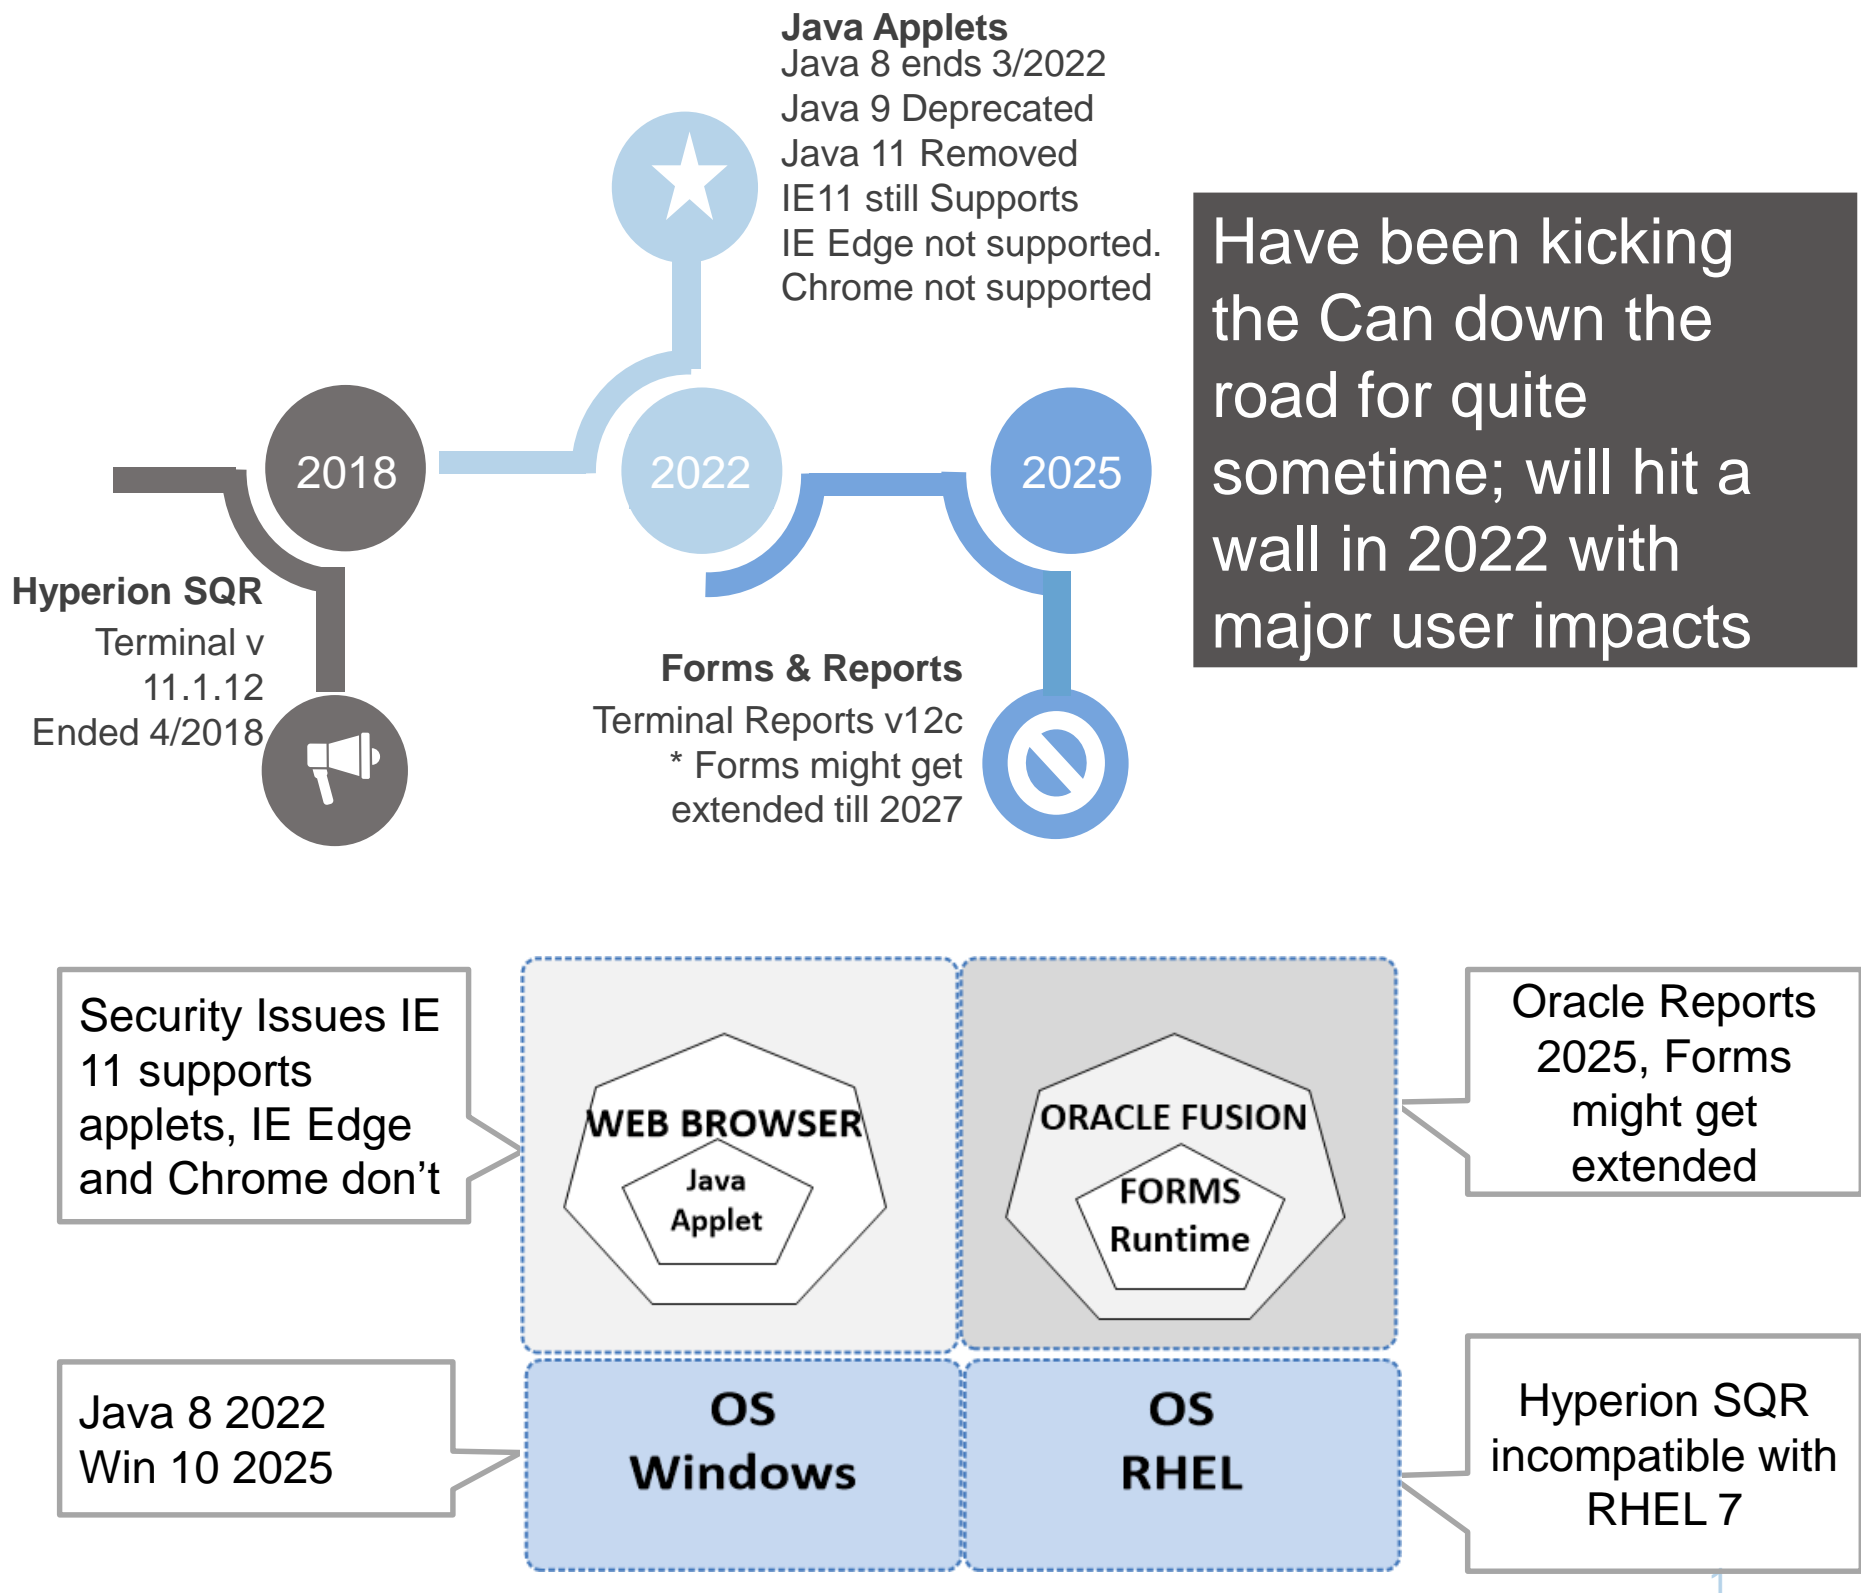 Java Applets
Java 8 ends 3/2022
Java 9 Deprecated
Java 11 Removed
IE11 still Supports
IE Edge not supported.
Chrome not supported
Have been kicking
the Can down the
road for quite
sometime; will hit a
wall in 2022 with
major user impacts
2018
2022
2025
Hyperion SQR
Terminal v
11.1.12
Ended 4/2018
Forms & Reports
Terminal Reports v12c
* Forms might get
extended till 2027
Security Issues IE
11 supports
applets, IE Edge
and Chrome don't
WEB BROWSER
Java
Applet
ORACLE FUSION
FORMS
Runtime
Oracle Reports
2025, Forms
might get
extended
Java 8 2022
Win 10 2025
OS
Windows
OS
RHEL
Hyperion SQR
incompatible with
RHEL 7
1